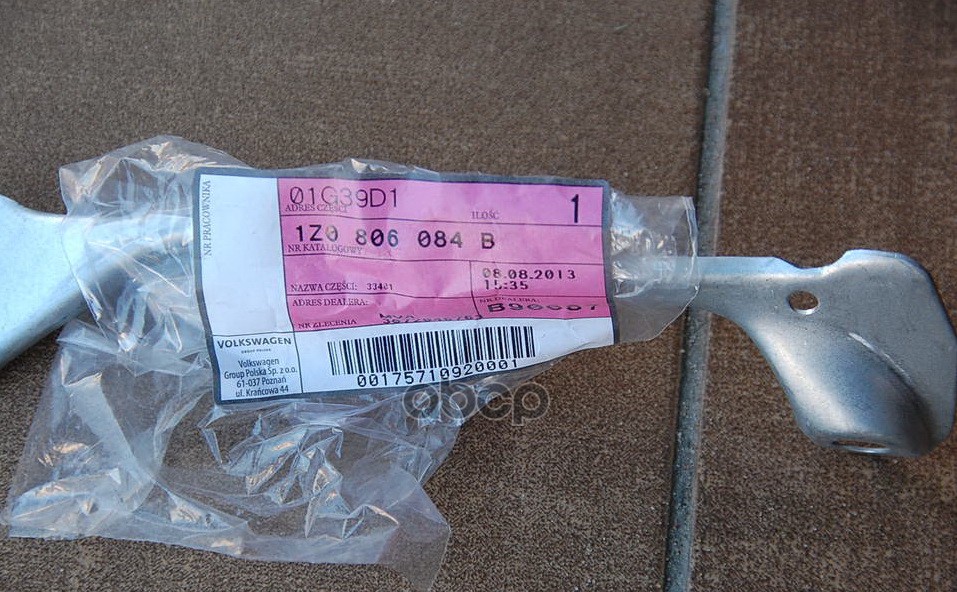 NR PRACOWNIKA
01G39D1
ADRES CZĘŚCI
ILOŚĆ
1
1Z0 806 084 B
NR KATALOGOWY
08.08.2013
15:35
NAZWA CZĘŚCI: 33401
ADRES DEALERA:
NR DEALERA:
NR ZLECENIA
VOLKSWAGEN
GROUP POLSKA
Volkswagen
Group Polska Sp. z o.o.
61-037 Poznań
ul. Krańcowa 44
00175710920001